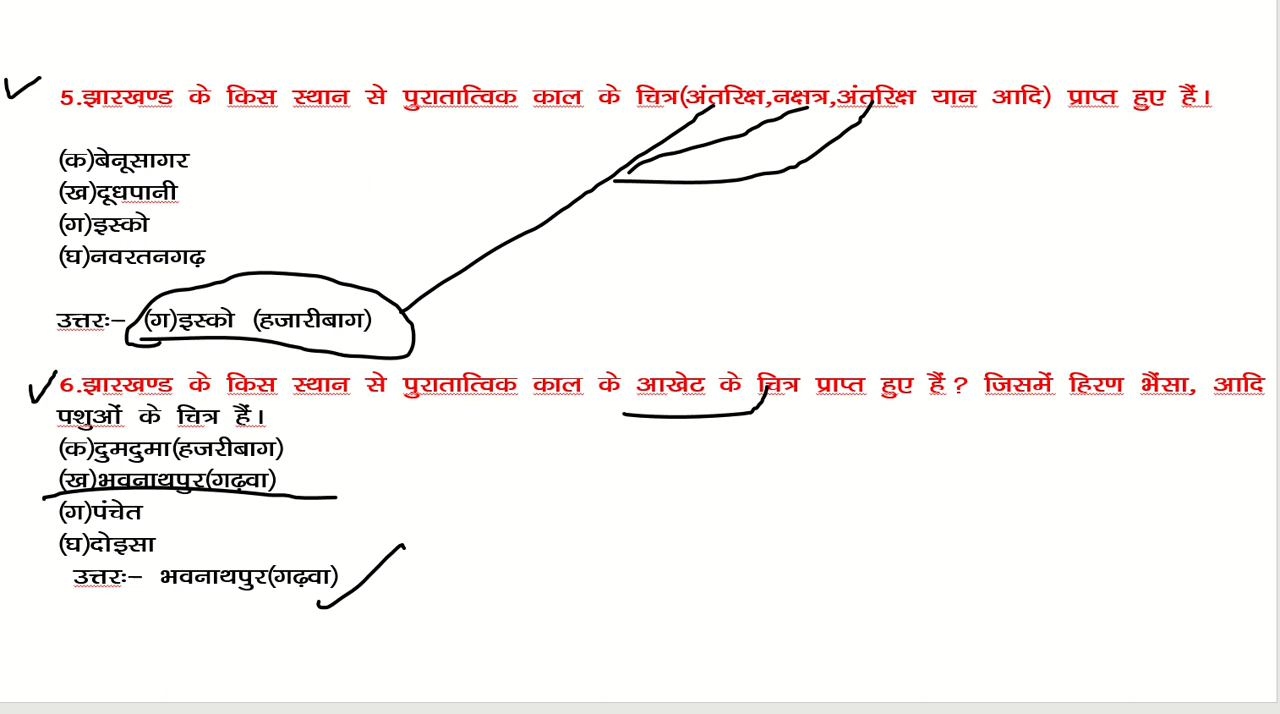 5.झारखण्ड के किस स्थान से पुरातात्विक काल के चित्र(अंतरिक्ष,नक्षत्र,अंतरिक्ष यान आदि) प्राप्त हुए हैं।
(क)बेनूसागर
(ख)दूधपानी
(ग)इस्को
(घ)नवरतनगढ़
उत्तरः– (ग)इस्को (हजारीबाग)
6.झारखण्ड के किस स्थान से पुरातात्विक काल के आखेट के चित्र प्राप्त हुए हैं? जिसमें हिरण भैंसा, आदि
पशुओं के चित्र हैं।
(क)दुमदुमा(हजरीबाग)
(ख)भवनाथपुर(गढ़वा)
(ग)पंचेत
(घ)दोइसा
उत्तरः– भवनाथपुर(गढ़वा)